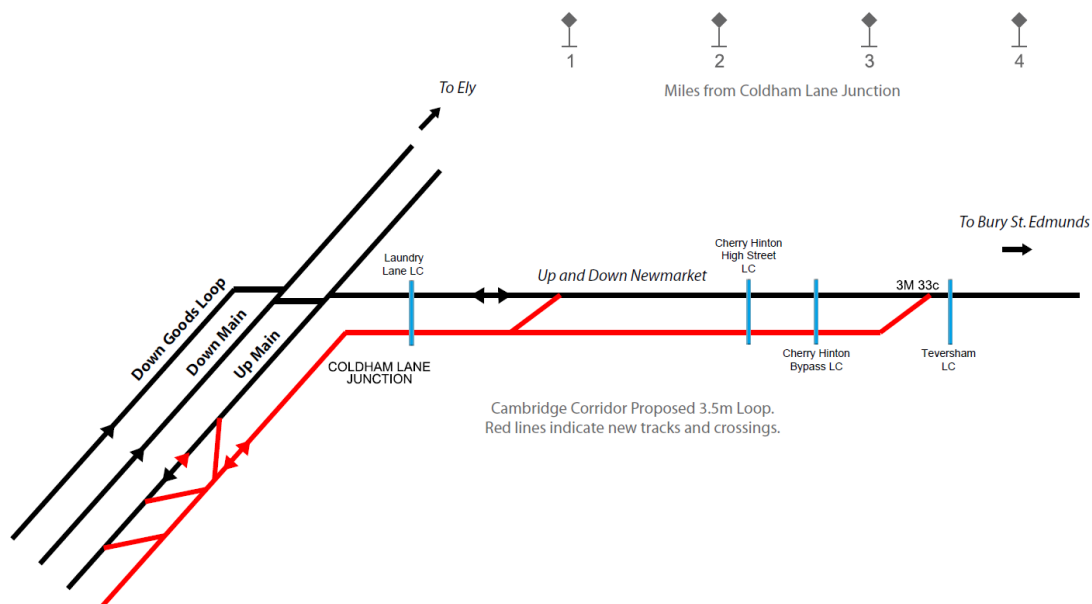 1
2
3
4
Miles from Coldham Lane Junction
To Ely
To Bury St. Edmunds
Laundry
Lane LC
Up and Down Newmarket
Cherry Hinton
High Street
LC
3M 33c
Down Goods Loop
Down Main
Up Main
COLDHAM LANE
JUNCTION
Cherry Hinton
Bypass LC
Teversham
LC
Cambridge Corridor Proposed 3.5m Loop.
Red lines indicate new tracks and crossings.